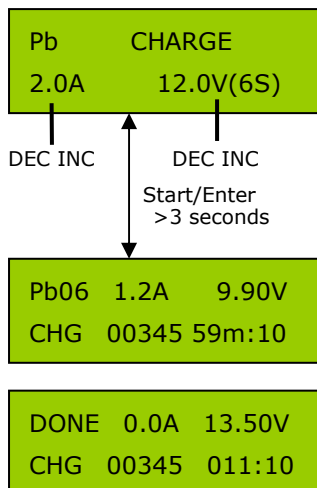 Pb CHARGE
2.0A 12.0V(6S)
DEC INC DEC INC
Start/Enter
>3 seconds
Pb06 1.2A 9.90V
CHG 00345 59m:10
DONE 0.0A 13.50V
CHG 00345 011:10